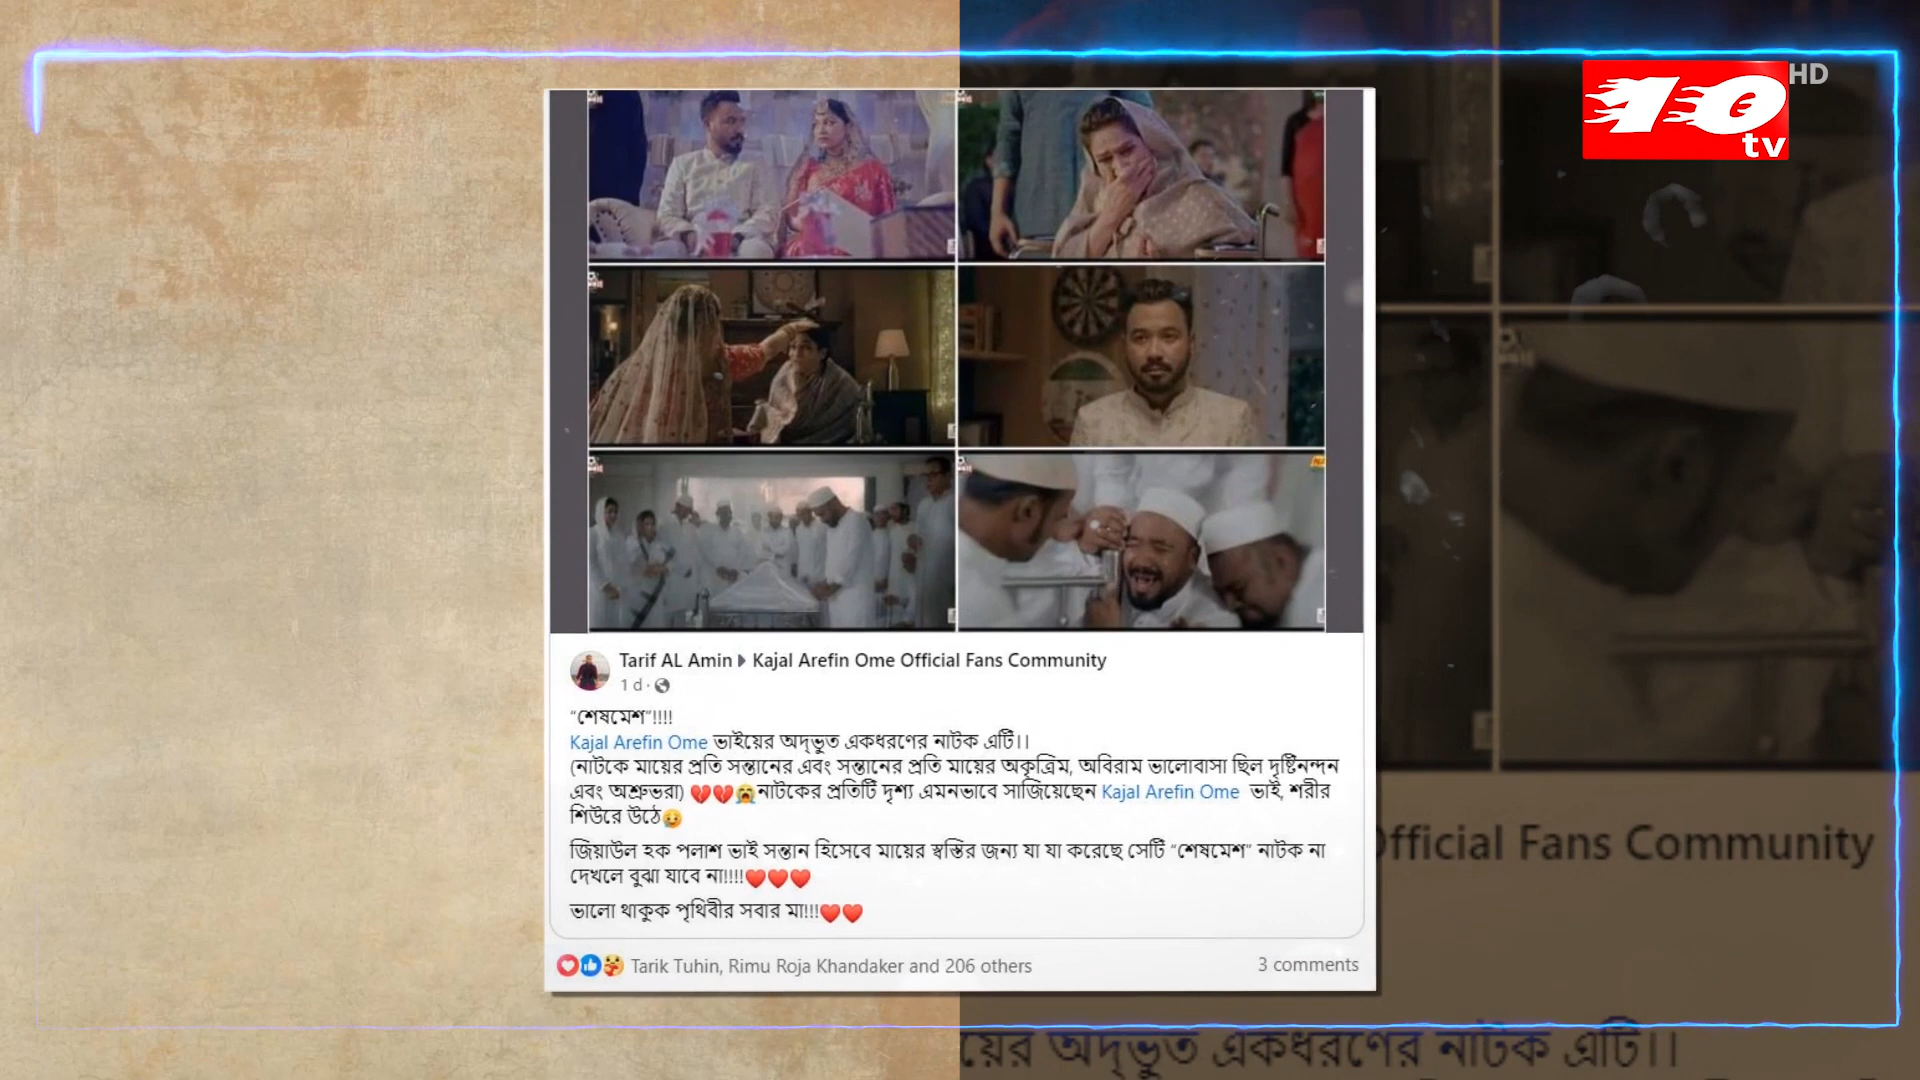 10
tv
HD
Tarif AL Amin Kajal Arefin Ome Official Fans Community
1 d ·
“শেষমেশ”!!!!
Kajal Arefin Ome ভাইয়ের অদ্ভুত একধরণের নাটক এটি।।
(নাটকে মায়ের প্রতি সন্তানের এবং সন্তানের প্রতি মায়ের অকৃত্রিম, অবিরাম ভালোবাসা ছিল দৃষ্টিনন্দন
এবং অশ্রুভরা) 💔💔😭নাটকের প্রতিটি দৃশ্য এমনভাবে সাজিয়েছেন Kajal Arefin Ome ভাই, শরীর
শিউরে উঠে🥲
জিয়াউল হক পলাশ ভাই সন্তান হিসেবে মায়ের স্বস্তির জন্য যা যা করেছে সেটি “শেষমেশ” নাটক না
দেখলে বুঝা যাবে না!!!!❤️❤️❤️
ভালো থাকুক পৃথিবীর সবার মা!!!❤️❤️
Tarik Tuhin, Rimu Roja Khandaker and 206 others
3 comments
Official Fans Community
য়ের অদ্ভুত একধরণের নাটক এটি।।